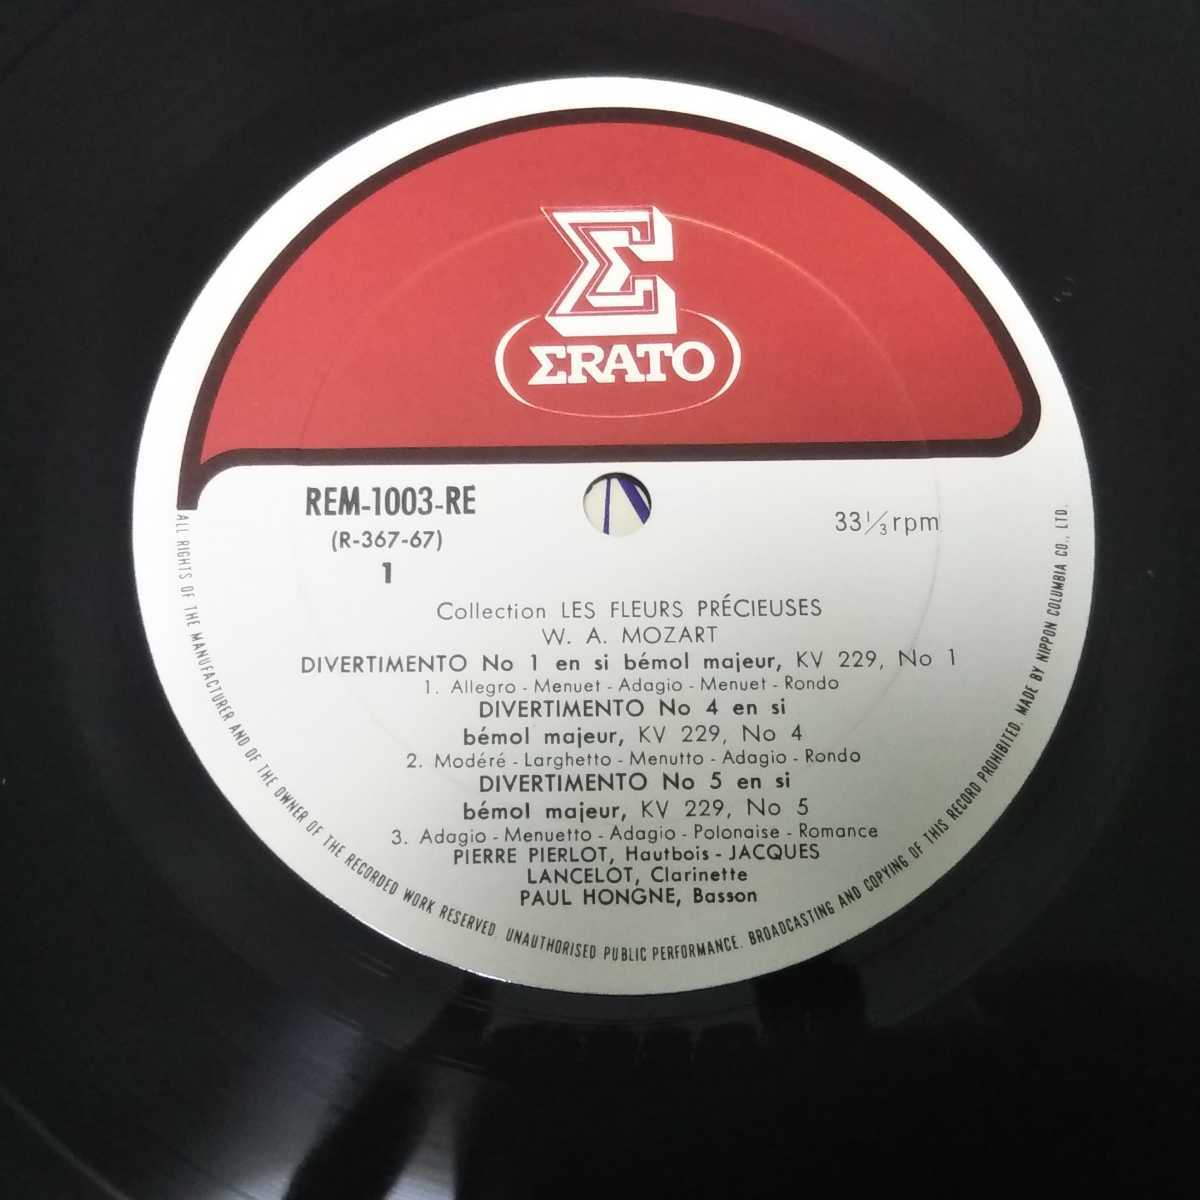 Σ
ΣRATO
REM-1003-RE
(R-367-67)
1
33⅓rpm
Collection LES FLEURS PRÉCIEUSES
W. A. MOZART
DIVERTIMENTO No 1 en si bémol majeur, KV 229, No 1
1. Allegro - Menuet - Adagio - Menuet - Rondo
DIVERTIMENTO No 4 en si
bémol majeur, KV 229, No 4
2. Modéré - Larghetto - Menutto - Adagio - Rondo
DIVERTIMENTO No 5 en si
bémol majeur, KV 229, No 5
3. Adagio - Menuetto - Adagio - Polonaise - Romance
PIERRE PIERLOT, Hautbois - JACQUES
LANCELOT, Clarinette
PAUL HONGNE, Basson
ALL RIGHTS OF THE MANUFACTURER AND OF THE OWNER OF THE RECORDED WORK RESERVED. UNAUTHORISED PUBLIC PERFORMANCE. BROADCASTING AND COPYING OF THIS RECORD PROHIBITED. MADE BY NIPPON COLUMBIA CO., LTD.